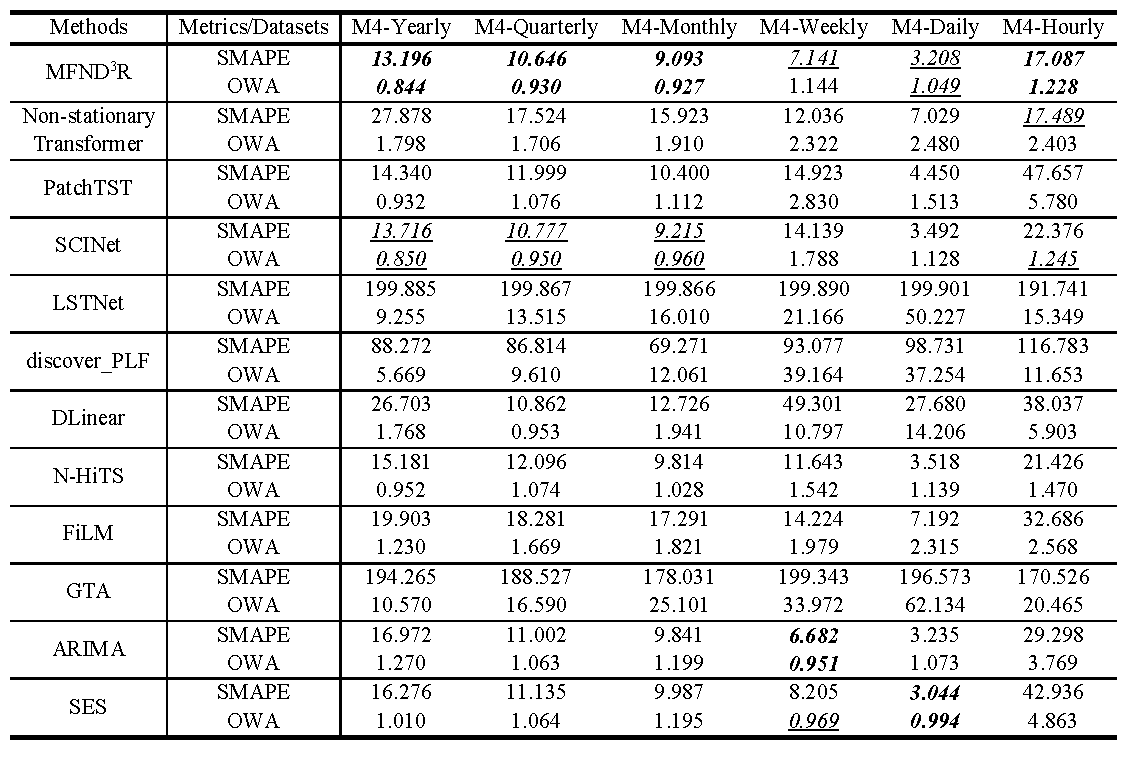 Methods Metrics/Datasets M4-Yearly M4-Quarterly M4-Monthly M4-Weekly M4-Daily M4-Hourly
MFND³R SMAPE 13.196 10.646 9.093 7.141 3.208 17.087
OWA 0.844 0.930 0.927 1.144 1.049 1.228
Non-stationary Transformer SMAPE 27.878 17.524 15.923 12.036 7.029 17.489
OWA 1.798 1.706 1.910 2.322 2.480 2.403
PatchTST SMAPE 14.340 11.999 10.400 14.923 4.450 47.657
OWA 0.932 1.076 1.112 2.830 1.513 5.780
SCINet SMAPE 13.716 10.777 9.215 14.139 3.492 22.376
OWA 0.850 0.950 0.960 1.788 1.128 1.245
LSTNet SMAPE 199.885 199.867 199.866 199.890 199.901 191.741
OWA 9.255 13.515 16.010 21.166 50.227 15.349
discover_PLF SMAPE 88.272 86.814 69.271 93.077 98.731 116.783
OWA 5.669 9.610 12.061 39.164 37.254 11.653
DLinear SMAPE 26.703 10.862 12.726 49.301 27.680 38.037
OWA 1.768 0.953 1.941 10.797 14.206 5.903
N-HiTS SMAPE 15.181 12.096 9.814 11.643 3.518 21.426
OWA 0.952 1.074 1.028 1.542 1.139 1.470
FiLM SMAPE 19.903 18.281 17.291 14.224 7.192 32.686
OWA 1.230 1.669 1.821 1.979 2.315 2.568
GTA SMAPE 194.265 188.527 178.031 199.343 196.573 170.526
OWA 10.570 16.590 25.101 33.972 62.134 20.465
ARIMA SMAPE 16.972 11.002 9.841 6.682 3.235 29.298
OWA 1.270 1.063 1.199 0.951 1.073 3.769
SES SMAPE 16.276 11.135 9.987 8.205 3.044 42.936
OWA 1.010 1.064 1.195 0.969 0.994 4.863